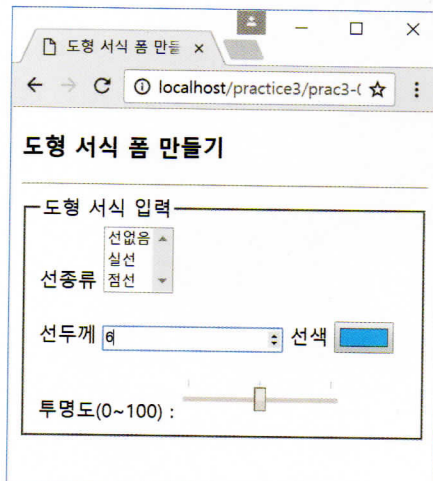 도형 서식 폼 만들
localhost/practice3/prac3-0
도형 서식 폼 만들기
도형 서식 입력
선없음
실선
선종류 점선
선두께 6 선색
투명도(0~100) :